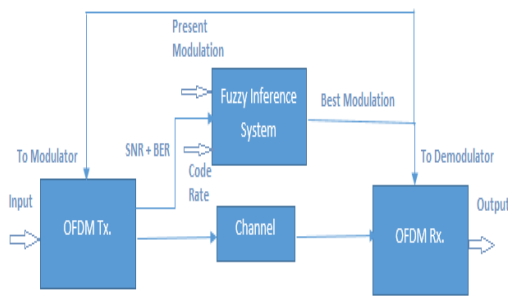 Present
Modulation
Fuzzy Inference
System
Best Modulation
To Modulator
SNR + BER
Code
Rate
To Demodulator
Input
OFDM Tx.
Channel
OFDM Rx.
Output